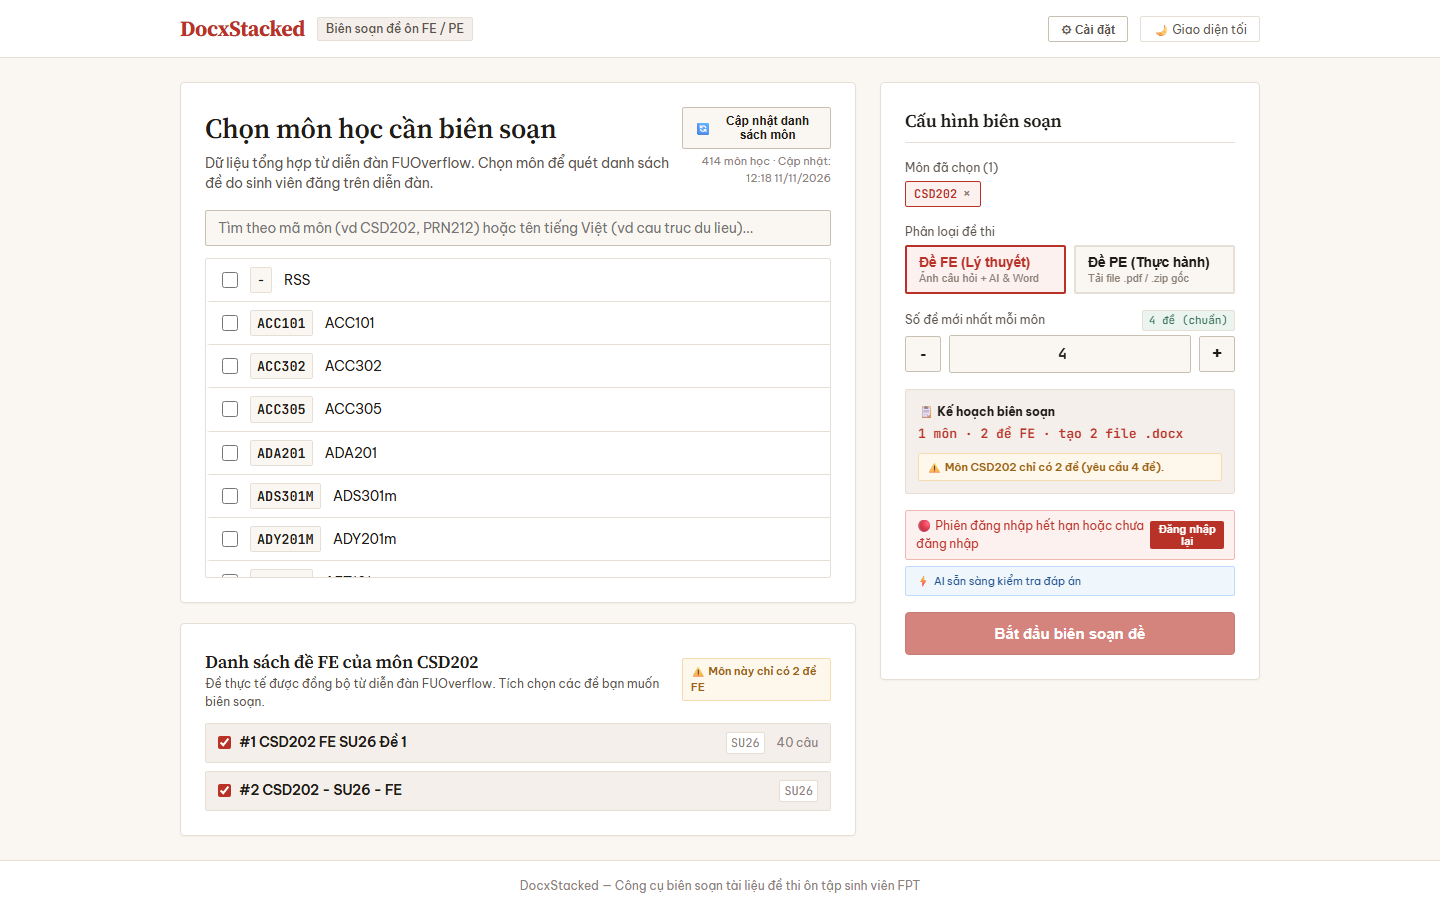 DocxStacked
Biên soạn đề ôn FE / PE
⚙ Cài đặt
🌙 Giao diện tối
Chọn môn học cần biên soạn
Dữ liệu tổng hợp từ diễn đàn FUOverflow. Chọn môn để quét danh sách
đề do sinh viên đăng trên diễn đàn.
🔄 Cập nhật danh
sách môn
414 môn học · Cập nhật:
12:18 11/11/2026
Tìm theo mã môn (vd CSD202, PRN212) hoặc tên tiếng Việt (vd cau truc du lieu)...
- RSS
ACC101 ACC101
ACC302 ACC302
ACC305 ACC305
ADA201 ADA201
ADS301M ADS301m
ADY201M ADY201m
Danh sách đề FE của môn CSD202
Đề thực tế được đồng bộ từ diễn đàn FUOverflow. Tích chọn các đề bạn muốn
biên soạn.
⚠️ Môn này chỉ có 2 đề
FE
#1 CSD202 FE SU26 Đề 1 SU26 40 câu
#2 CSD202 - SU26 - FE SU26
Cấu hình biên soạn
Môn đã chọn (1)
CSD202 ×
Phân loại đề thi
Đề FE (Lý thuyết)
Ảnh câu hỏi + AI & Word
Đề PE (Thực hành)
Tải file .pdf / .zip gốc
Số đề mới nhất mỗi môn
4 đề (chuẩn)
- 4 +
📋 Kế hoạch biên soạn
1 môn · 2 đề FE · tạo 2 file .docx
⚠️ Môn CSD202 chỉ có 2 đề (yêu cầu 4 đề).
🔴 Phiên đăng nhập hết hạn hoặc chưa
đăng nhập
Đăng nhập
lại
⚡ AI sẵn sàng kiểm tra đáp án
Bắt đầu biên soạn đề
DocxStacked — Công cụ biên soạn tài liệu đề thi ôn tập sinh viên FPT